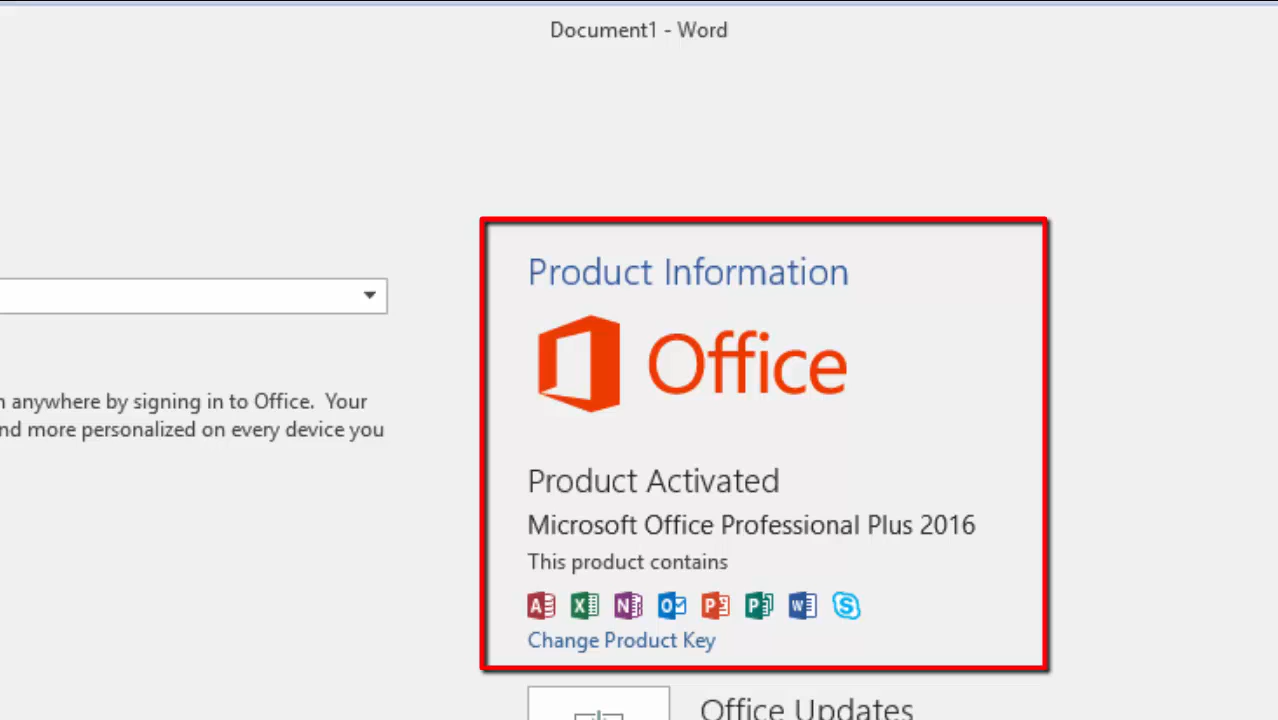 Document1 - Word
Product Information
Office
n anywhere by signing in to Office. Your
nd more personalized on every device you
Product Activated
Microsoft Office Professional Plus 2016
This product contains
Change Product Key
Office Updates